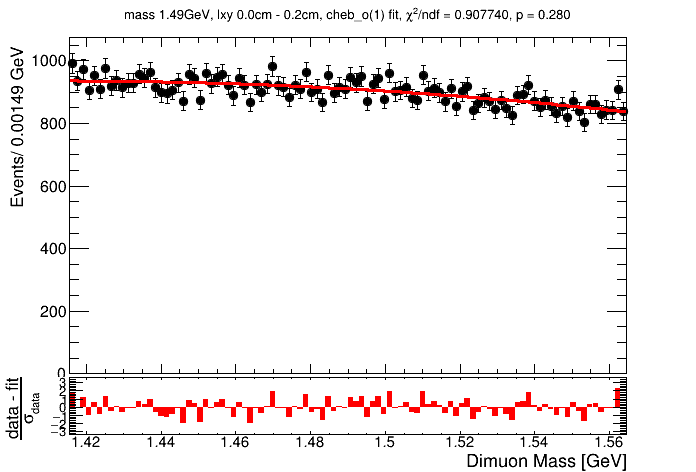 mass 1.49GeV, lxy 0.0cm - 0.2cm, cheb_o(1) fit, χ²/ndf = 0.907740, p = 0.280
Events/ 0.00149 GeV
1000
800
600
400
200
0
data - fit
σdata
3
2
1
0
−1
−2
−3
1.42 1.44 1.46 1.48 1.5 1.52 1.54 1.56
Dimuon Mass [GeV]